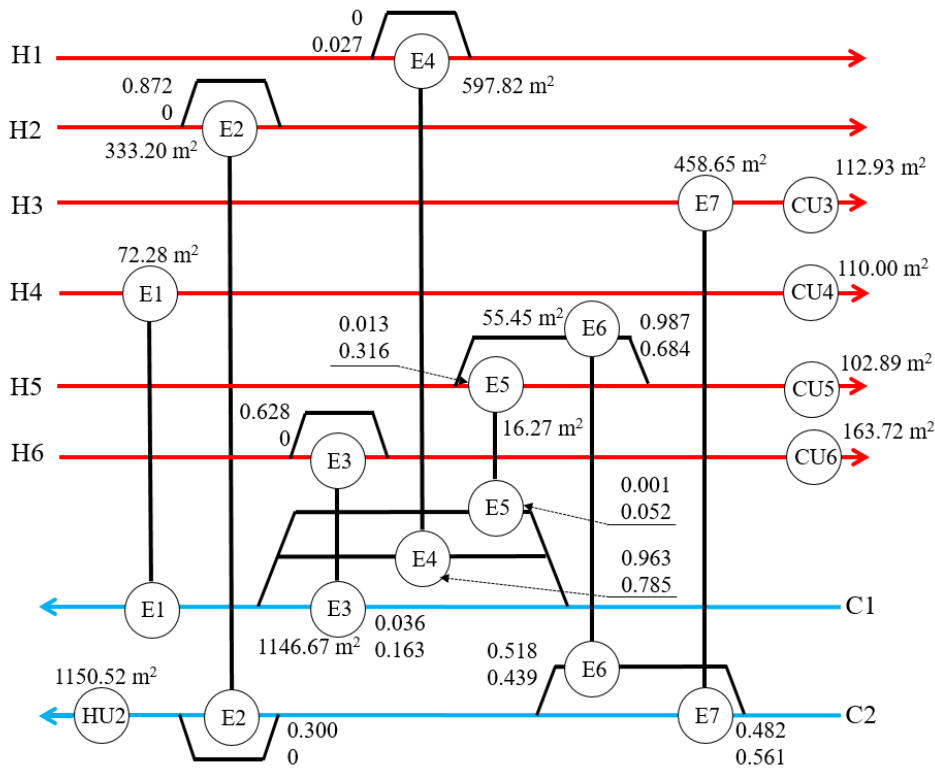 0
0.027
H1
E4
597.82 m²
0.872
0
H2
E2
333.20 m²
458.65 m²
112.93 m²
H3
E7
CU3
72.28 m²
110.00 m²
H4
E1
CU4
0.013
0.316
55.45 m²
E6
0.987
0.684
102.89 m²
H5
E5
CU5
0.628
0
16.27 m²
163.72 m²
H6
E3
CU6
E5
0.001
0.052
E4
0.963
0.785
E1
E3
C1
1146.67 m²
0.036
0.163
0.518
0.439
E6
1150.52 m²
HU2
E2
0.300
0
E7
C2
0.482
0.561